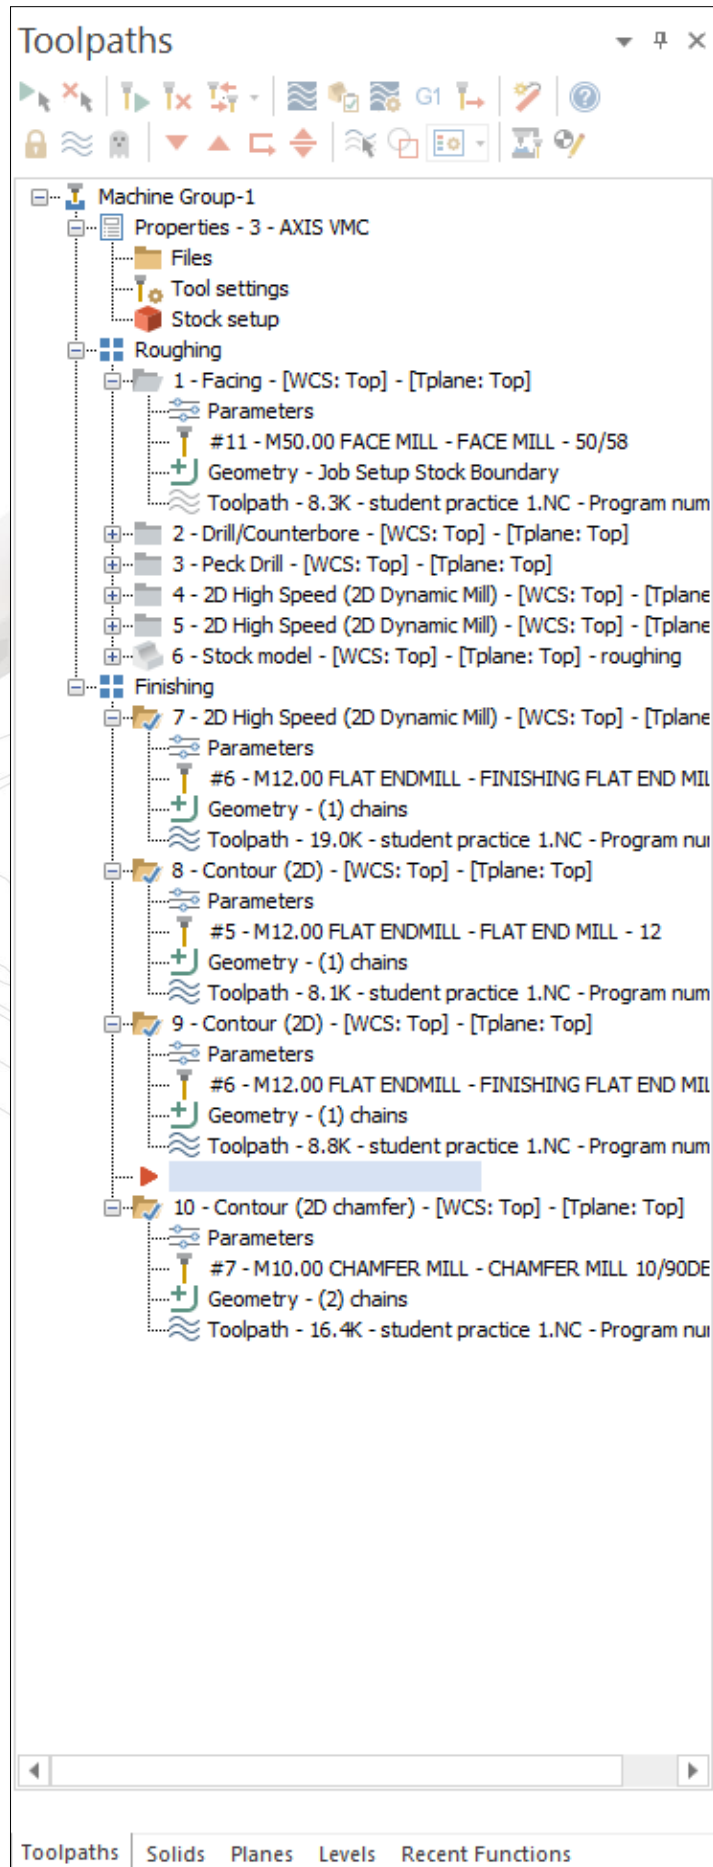 Toolpaths
G1
Machine Group-1
Properties - 3 - AXIS VMC
Files
Tool settings
Stock setup
Roughing
1 - Facing - [WCS: Top] - [Tplane: Top]
Parameters
#11 - M50.00 FACE MILL - FACE MILL - 50/58
Geometry - Job Setup Stock Boundary
Toolpath - 8.3K - student practice 1.NC - Program num
2 - Drill/Counterbore - [WCS: Top] - [Tplane: Top]
3 - Peck Drill - [WCS: Top] - [Tplane: Top]
4 - 2D High Speed (2D Dynamic Mill) - [WCS: Top] - [Tplane
5 - 2D High Speed (2D Dynamic Mill) - [WCS: Top] - [Tplane
6 - Stock model - [WCS: Top] - [Tplane: Top] - roughing
Finishing
7 - 2D High Speed (2D Dynamic Mill) - [WCS: Top] - [Tplane
Parameters
#6 - M12.00 FLAT ENDMILL - FINISHING FLAT END MIL
Geometry - (1) chains
Toolpath - 19.0K - student practice 1.NC - Program nu
8 - Contour (2D) - [WCS: Top] - [Tplane: Top]
Parameters
#5 - M12.00 FLAT ENDMILL - FLAT END MILL - 12
Geometry - (1) chains
Toolpath - 8.1K - student practice 1.NC - Program num
9 - Contour (2D) - [WCS: Top] - [Tplane: Top]
Parameters
#6 - M12.00 FLAT ENDMILL - FINISHING FLAT END MIL
Geometry - (1) chains
Toolpath - 8.8K - student practice 1.NC - Program num
10 - Contour (2D chamfer) - [WCS: Top] - [Tplane: Top]
Parameters
#7 - M10.00 CHAMFER MILL - CHAMFER MILL 10/90DE
Geometry - (2) chains
Toolpath - 16.4K - student practice 1.NC - Program nu
Toolpaths Solids Planes Levels Recent Functions